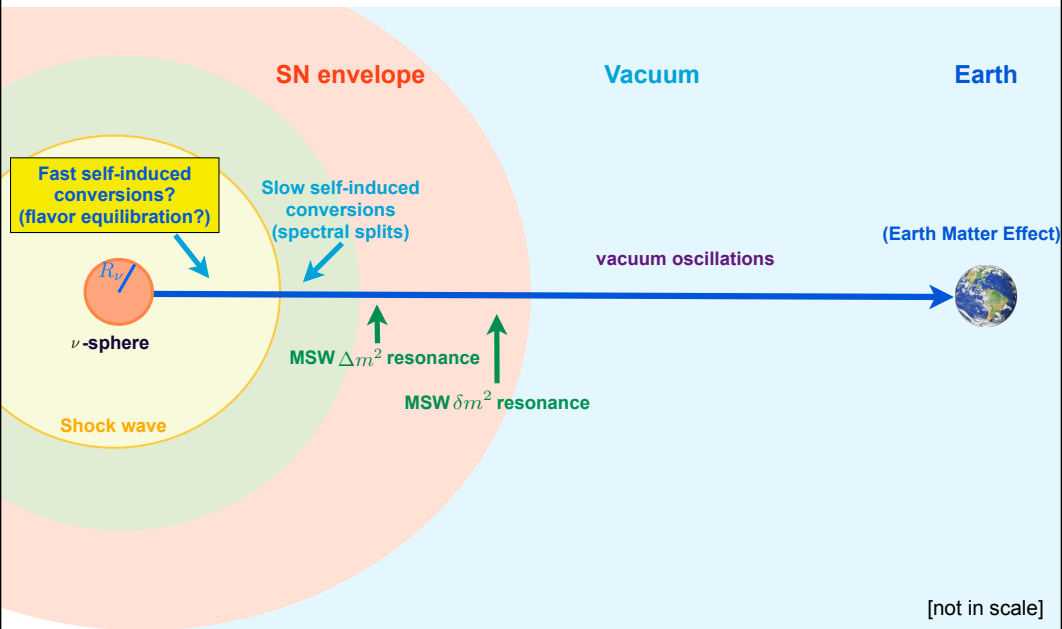 SN envelope
Vacuum
Earth
Fast self-induced
conversions?
(flavor equilibration?)
Slow self-induced
conversions
(spectral splits)
(Earth Matter Effect)
vacuum oscillations
Rν
ν-sphere
MSW Δm² resonance
MSW δm² resonance
Shock wave
[not in scale]